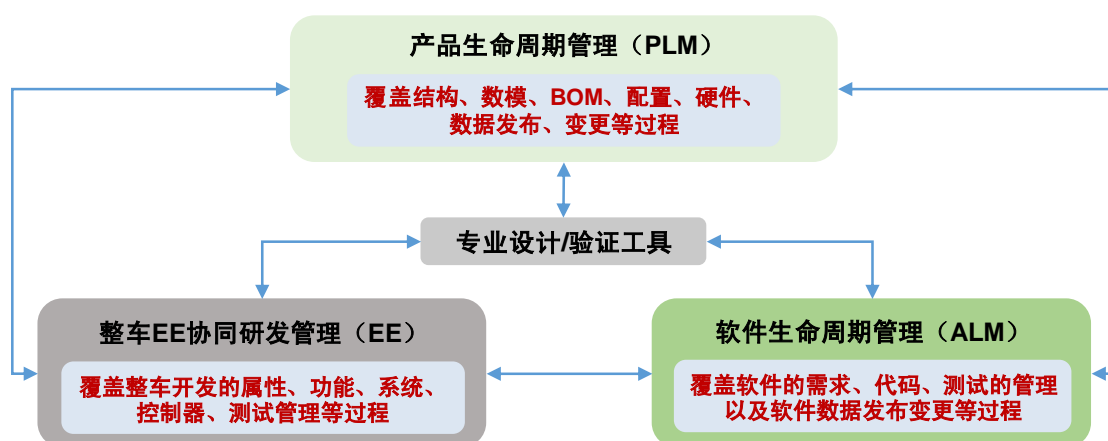 产品生命周期管理（PLM）
覆盖结构、数模、BOM、配置、硬件、
数据发布、变更等过程
专业设计/验证工具
整车EE协同研发管理（EE）
覆盖整车开发的属性、功能、系统、
控制器、测试管理等过程
软件生命周期管理（ALM）
覆盖软件的需求、代码、测试的管理
以及软件数据发布变更等过程